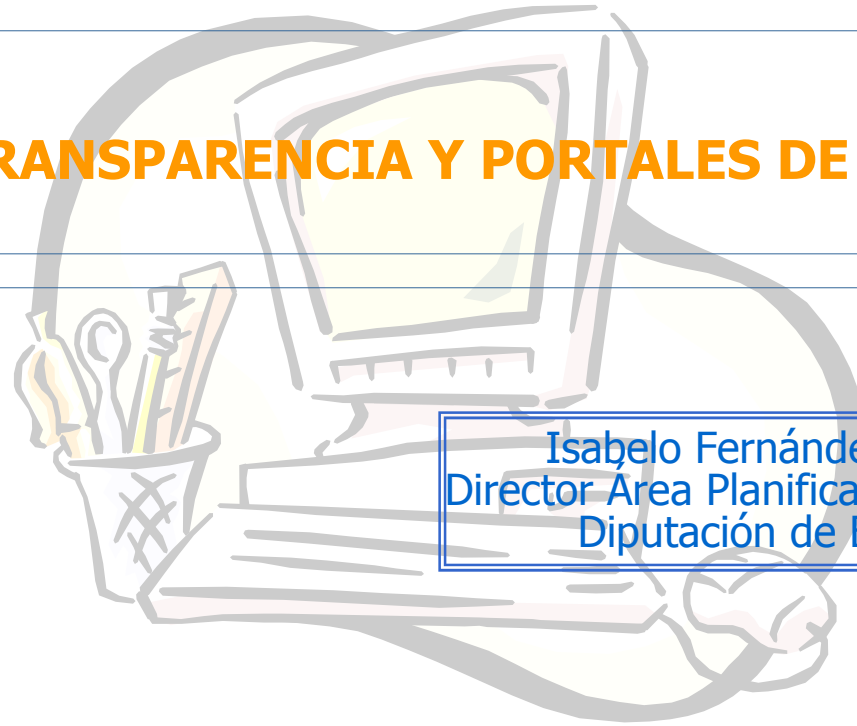 RANSPARENCIA Y PORTALES DE
Isabelo Fernánde
Director Área Planifica
Diputación de